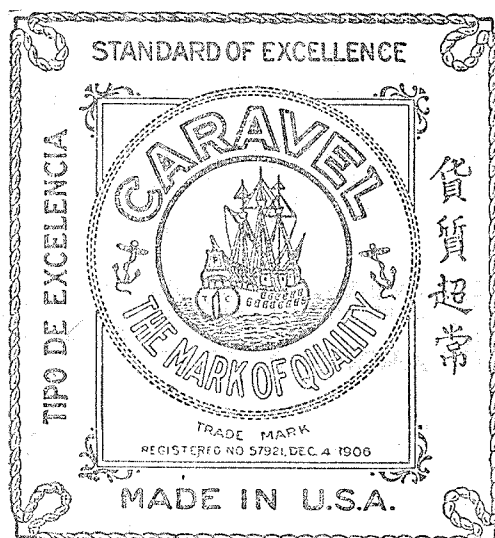 STANDARD OF EXCELLENCE
TIPO DE EXCELENCIA
CARAVEL
T C
THE MARK OF QUALITY
貨質超常
TRADE MARK
REGISTERED NO 57921, DEC. 4 1906
MADE IN U.S.A.